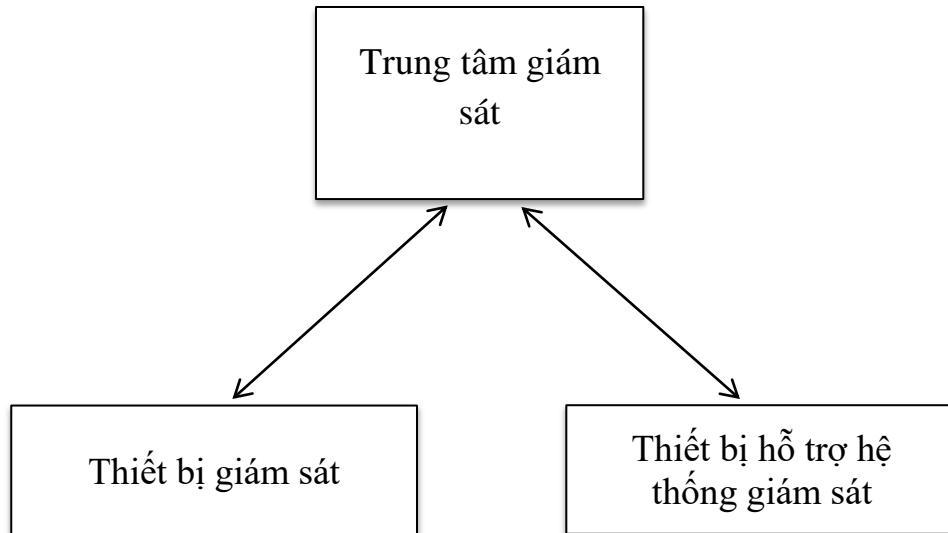 Trung tâm giám
sát
Thiết bị giám sát
Thiết bị hỗ trợ hệ
thống giám sát